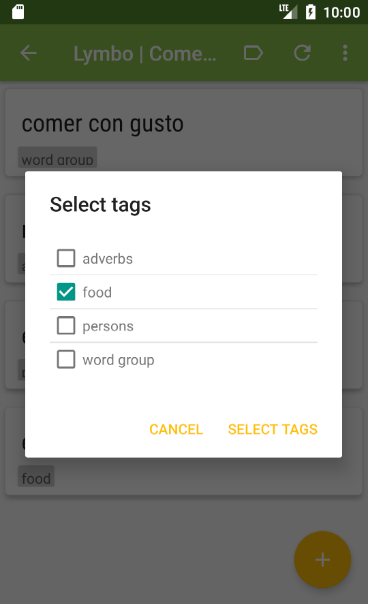 LTE 10:00
Lymbo | Come...
comer con gusto
word group
Select tags
adverbs
food
persons
word group
CANCEL SELECT TAGS
food